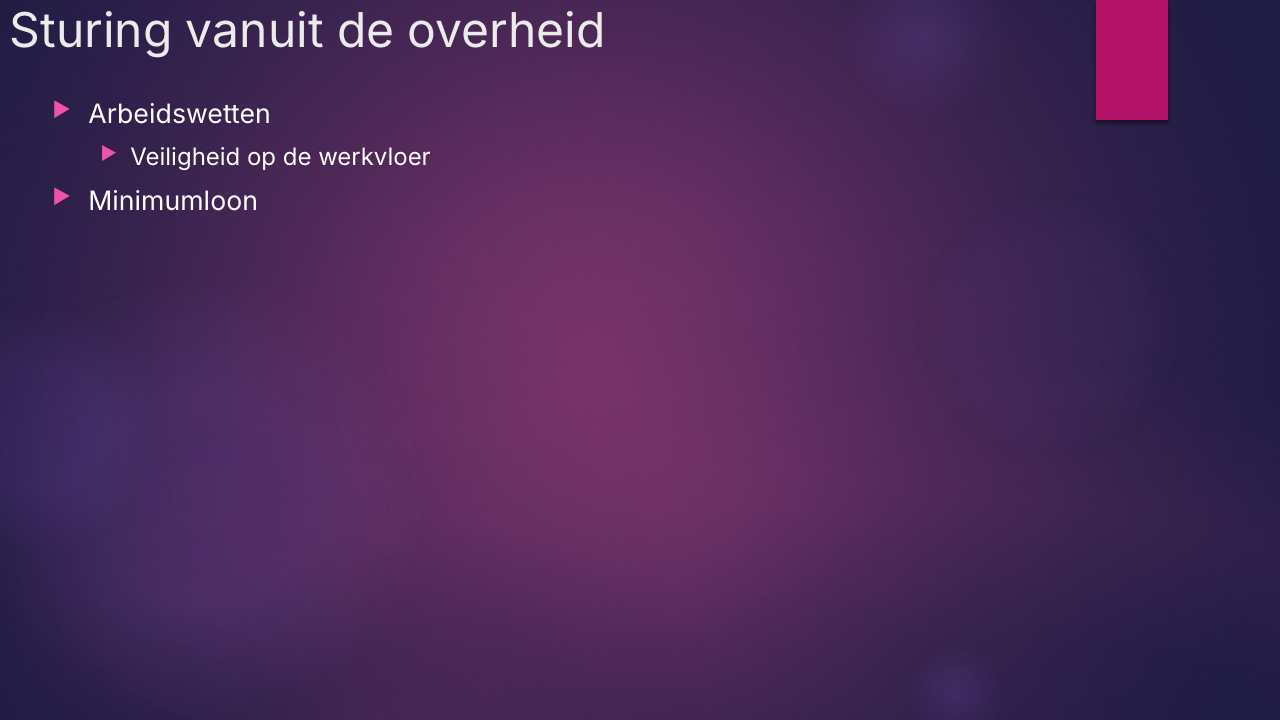 Sturing vanuit de overheid
Arbeidswetten
Veiligheid op de werkvloer
Minimumloon